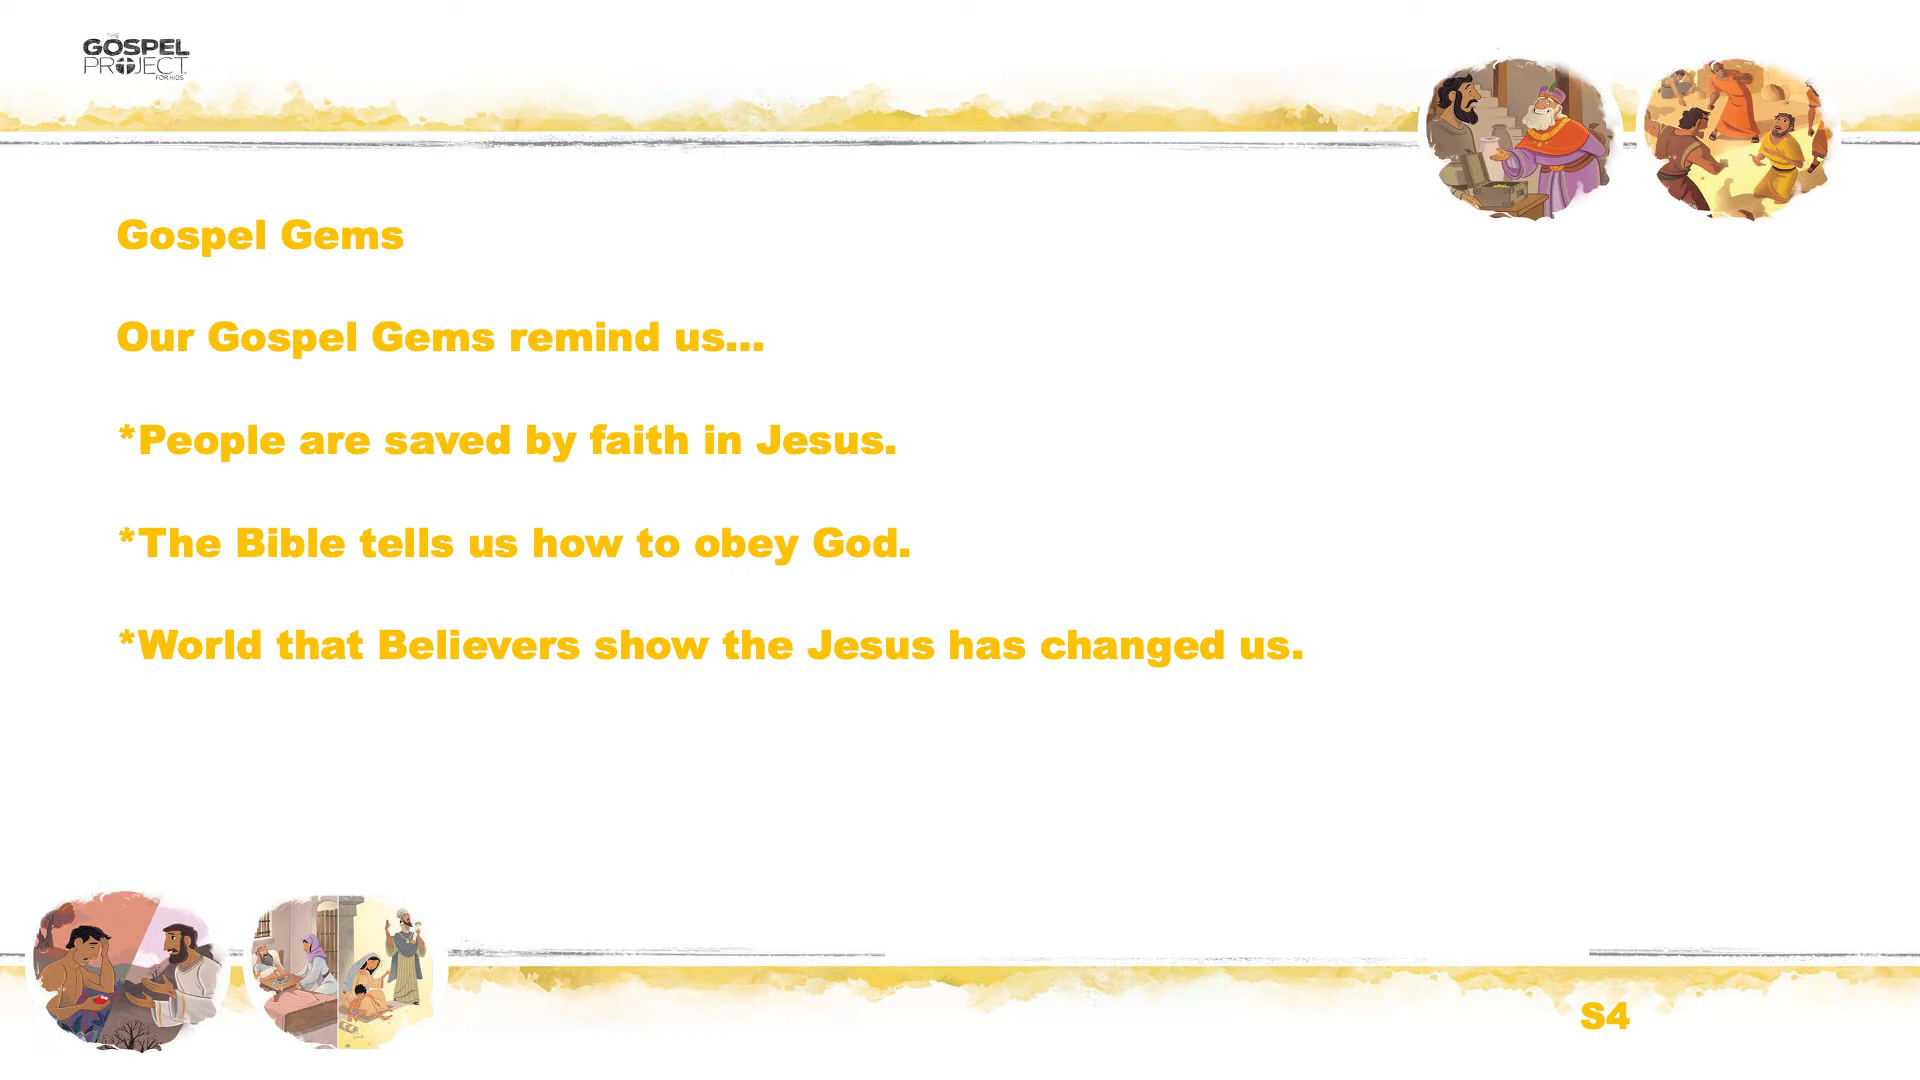 THE
GOSPEL
PROJECT
FOR KIDS
Gospel Gems
Our Gospel Gems remind us...
*People are saved by faith in Jesus.
*The Bible tells us how to obey God.
*World that Believers show the Jesus has changed us.
S4